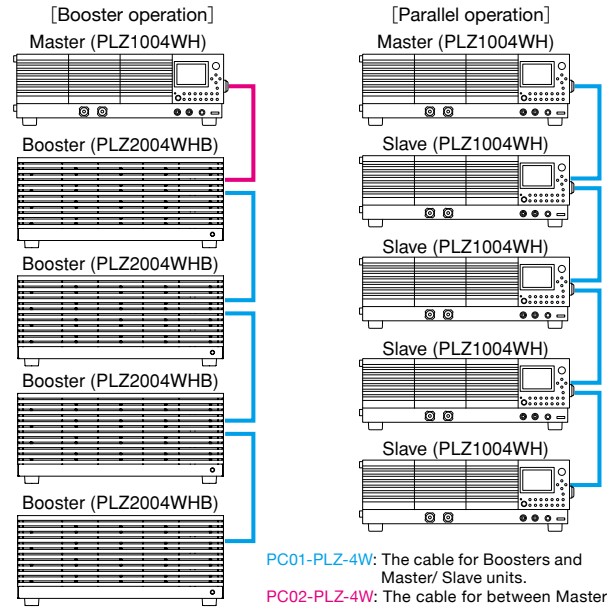 [Booster operation]
Master (PLZ1004WH)
Booster (PLZ2004WHB)
Booster (PLZ2004WHB)
Booster (PLZ2004WHB)
Booster (PLZ2004WHB)
[Parallel operation]
Master (PLZ1004WH)
Slave (PLZ1004WH)
Slave (PLZ1004WH)
Slave (PLZ1004WH)
Slave (PLZ1004WH)
PC01-PLZ-4W: The cable for Boosters and
Master/ Slave units.
PC02-PLZ-4W: The cable for between Master